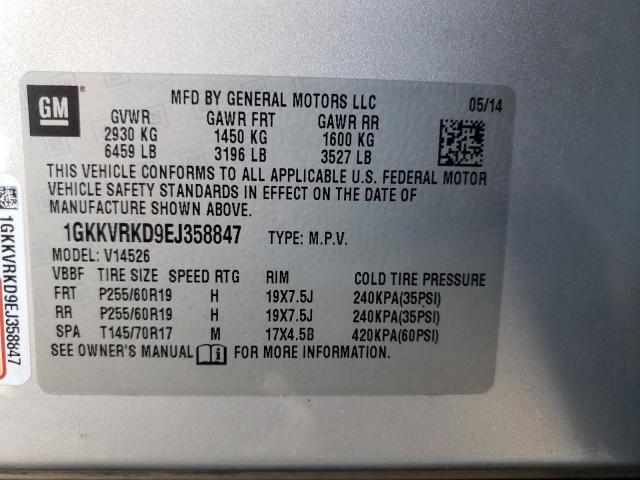 GM
®
MFD BY GENERAL MOTORS LLC 05/14
GVWR GAWR FRT GAWR RR
2930 KG 1450 KG 1600 KG
6459 LB 3196 LB 3527 LB
THIS VEHICLE CONFORMS TO ALL APPLICABLE U.S. FEDERAL MOTOR
VEHICLE SAFETY STANDARDS IN EFFECT ON THE DATE OF
MANUFACTURE SHOWN ABOVE.
1GKKVRKD9EJ358847 TYPE: M.P.V.
MODEL: V14526
VBBF TIRE SIZE SPEED RTG RIM COLD TIRE PRESSURE
FRT P255/60R19 H 19X7.5J 240KPA(35PSI)
RR P255/60R19 H 19X7.5J 240KPA(35PSI)
SPA T145/70R17 M 17X4.5B 420KPA(60PSI)
SEE OWNER'S MANUAL FOR MORE INFORMATION.
1GKKVRKD9EJ358847